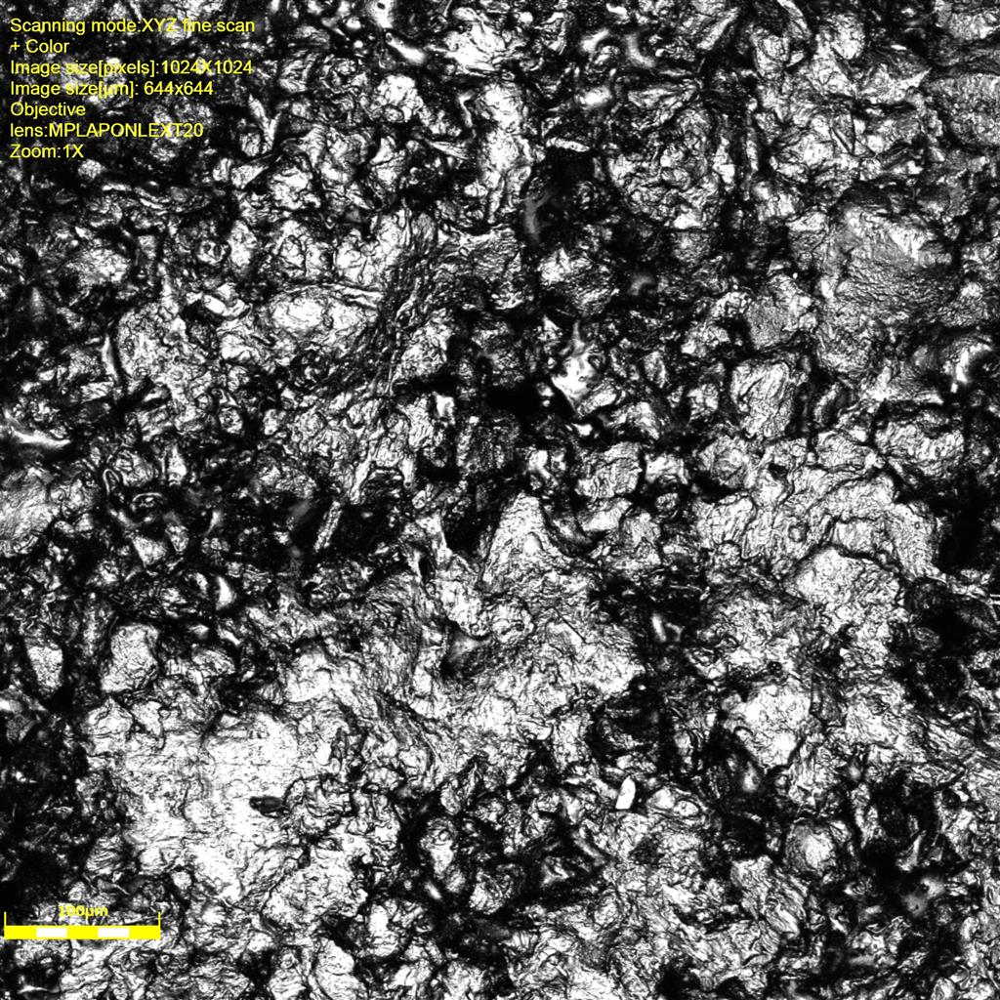 Scanning mode:XYZ fine scan
+ Color
Image size[pixels]:1024X1024
Image size[µm]: 644x644
Objective
lens:MPLAPONLEXT20
Zoom:1X
100µm